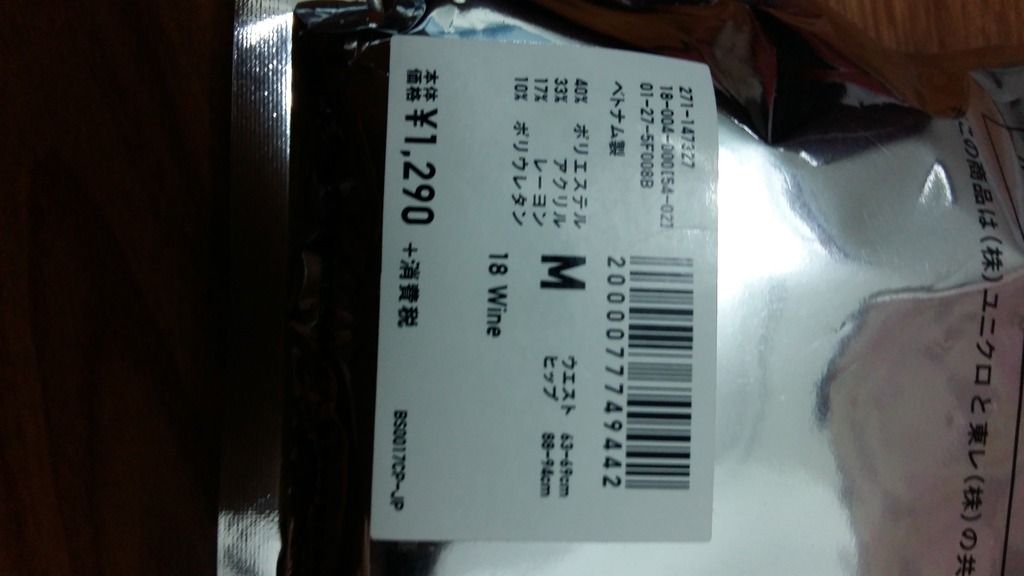 ※この商品は(株)ユニクロと東レ(株)の共
271-147327
18-004-000154-027
01-27-SF008B
ベトナム製
2000077749442
40% ポリエステル
33% アクリル
17% レーヨン
10% ポリウレタン
M
ウエスト 63-69cm
ヒップ 88-94cm
18 Wine
本体価格 ¥1,290 +消費税
BS0017CP-JP